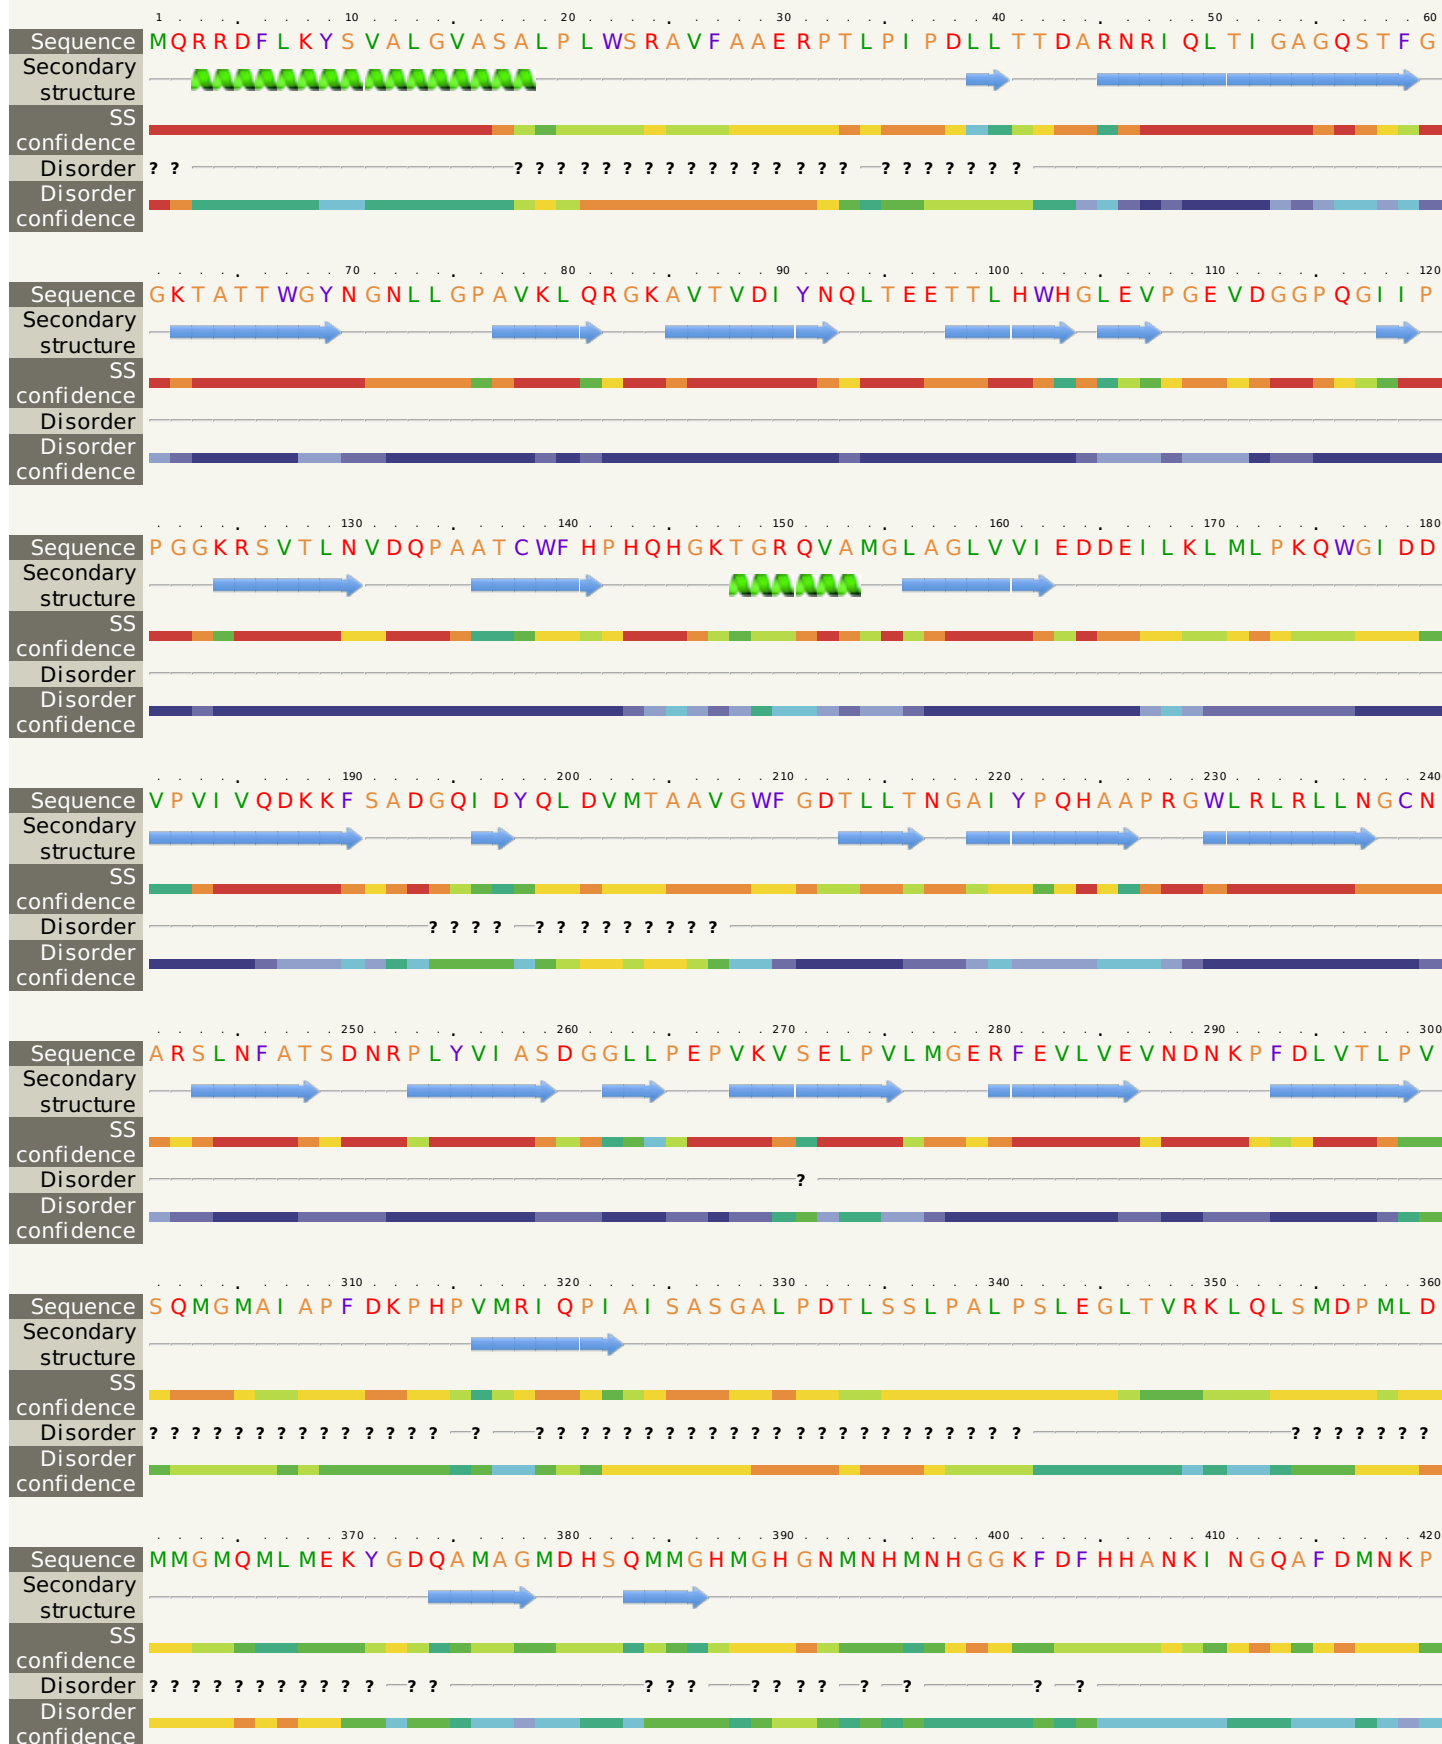 1 10 20 30 40 50 60
Sequence MQRRDFLKYSVALGVASALPLWSRAVFAAERPTLPIPDLLTTDARNRIQLTIGAGQSTFG
Secondary
structure
SS
confidence
Disorder ? ? ? ? ? ? ? ? ? ? ? ? ? ? ? ? ? ? ? ? ? ? ? ? ?
Disorder
confidence
70 80 90 100 110 120
Sequence GKTATTWGYNGNLLGPAVKLQRGKAVTVDIYNQLTEETTLHWHGLEVPGEVDGGPQGIIP
Secondary
structure
SS
confidence
Disorder
Disorder
confidence
130 140 150 160 170 180
Sequence PGGKRSVTLNVDQPAATCWFHPHQHGKTGRQVAMGLAGLVVIEDDEILKLMLPKQWGIDD
Secondary
structure
SS
confidence
Disorder
Disorder
confidence
190 200 210 220 230 240
Sequence VPVIVQDKKFSADGQIDYQLDVMTAAVGWFGDTLLTNGAIYPQHAAPRGWLRLRLLNGCN
Secondary
structure
SS
confidence
Disorder ? ? ? ? ? ? ? ? ? ? ? ? ?
Disorder
confidence
250 260 270 280 290 300
Sequence ARSLNFATSDNRPLYVIASDGGLLPEPVKVSELPVLMGERFEVLVEVNDNKPFDLVTLPV
Secondary
structure
SS
confidence
Disorder ?
Disorder
confidence
310 320 330 340 350 360
Sequence SQMGMAIAPFDKPHPVMRIQPIAISASGALPDTLSSLPALPSLEGLTVRKLQLSMDPMLD
Secondary
structure
SS
confidence
Disorder ? ? ? ? ? ? ? ? ? ? ? ? ? ? ? ? ? ? ? ? ? ? ? ? ? ? ? ? ? ? ? ? ? ? ? ? ? ? ? ? ? ? ? ? ?
Disorder
confidence
370 380 390 400 410 420
Sequence MMGMQMLMEKYGDQAMAGMDHSQMMGHMGHGNMNHMNHGGKFDFHHANKINGQAFDMNKP
Secondary
structure
SS
confidence
Disorder ? ? ? ? ? ? ? ? ? ? ? ? ? ? ? ? ? ? ? ? ? ? ? ?
Disorder
confidence